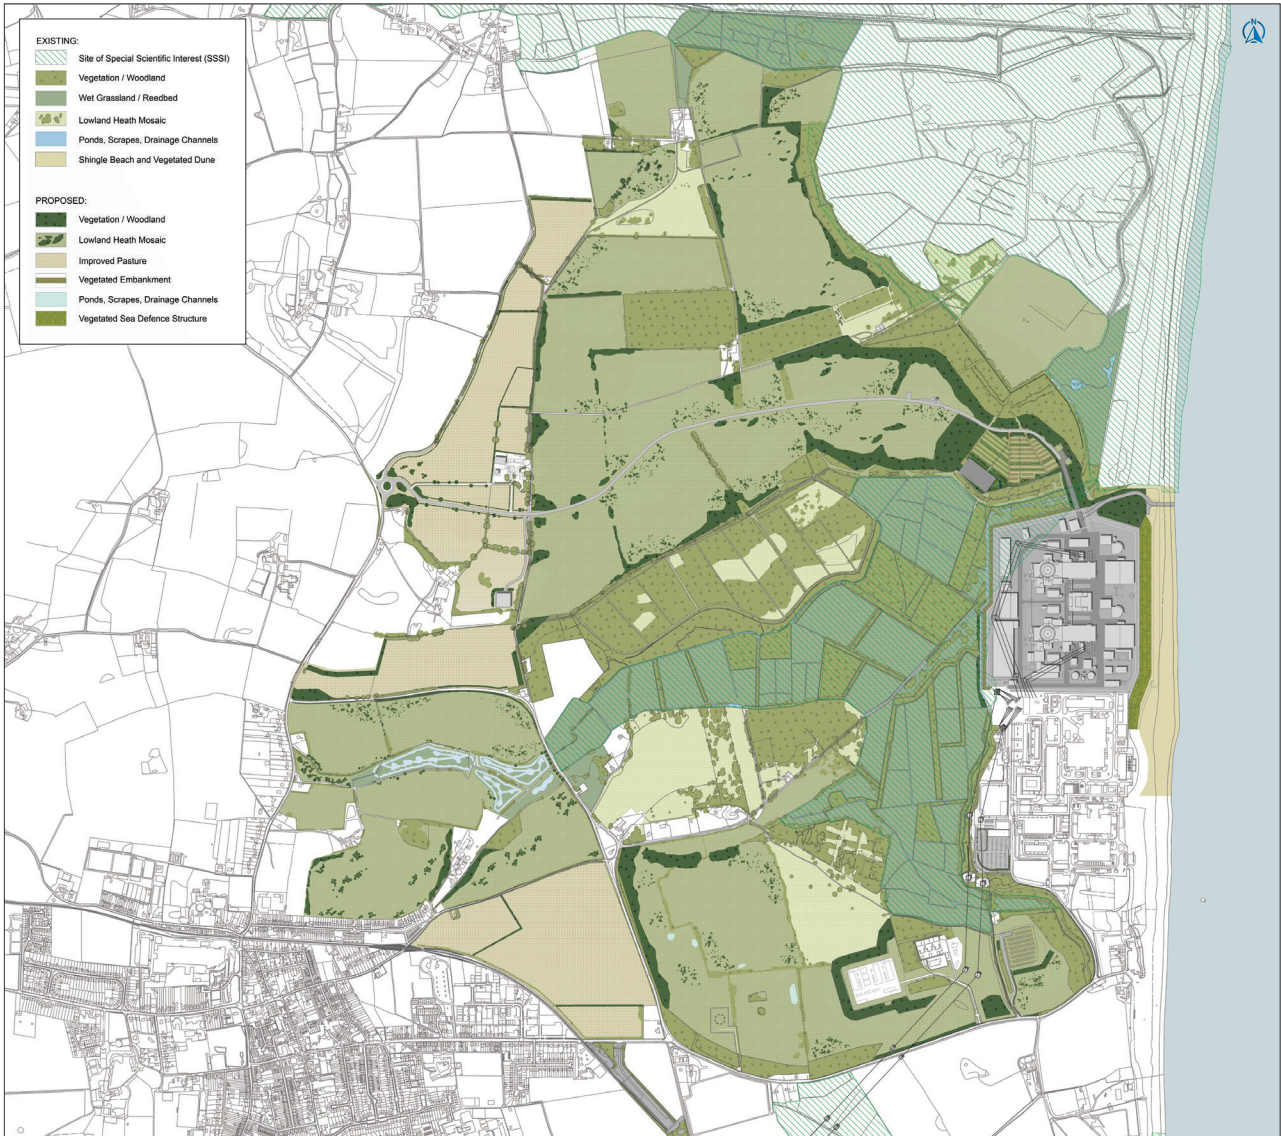 N
EXISTING:
Site of Special Scientific Interest (SSSI)
Vegetation / Woodland
Wet Grassland / Reedbed
Lowland Heath Mosaic
Ponds, Scrapes, Drainage Channels
Shingle Beach and Vegetated Dune
PROPOSED:
Vegetation / Woodland
Lowland Heath Mosaic
Improved Pasture
Vegetated Embankment
Ponds, Scrapes, Drainage Channels
Vegetated Sea Defence Structure